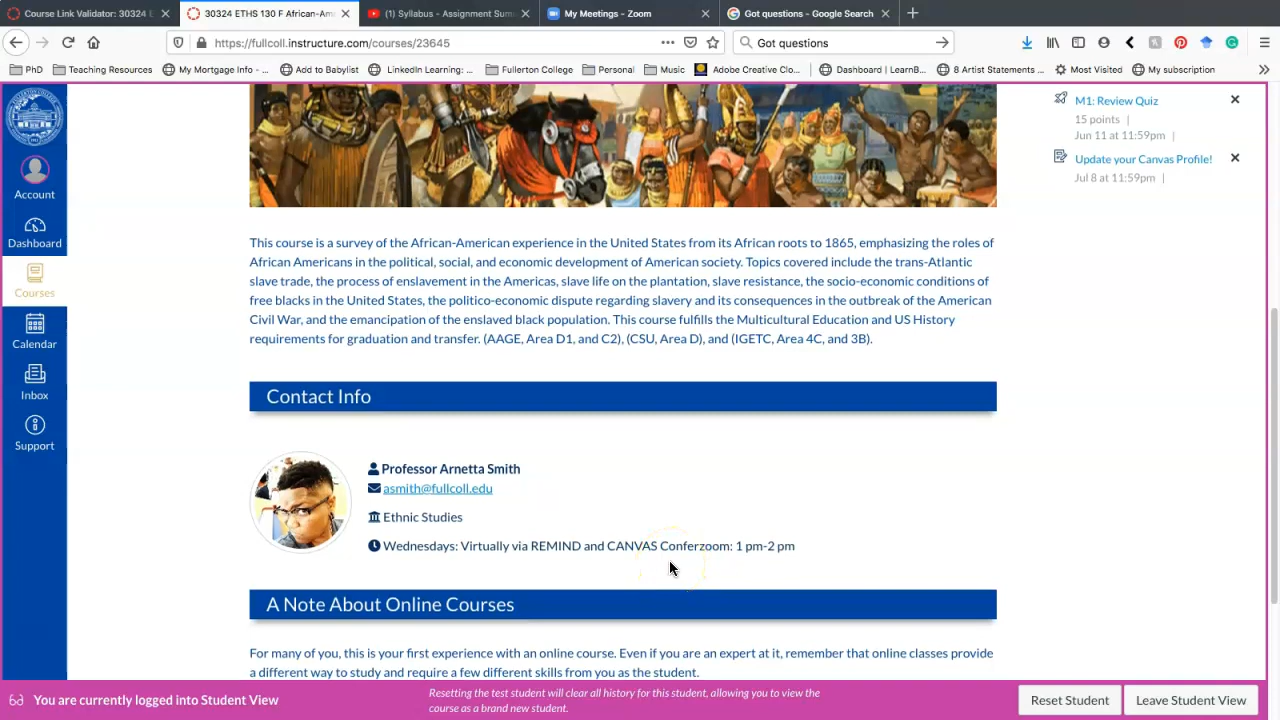 Course Link Validator: 30324 E
30324 ETHS 130 F African-Am
(1) Syllabus - Assignment Sum
My Meetings - Zoom
Got questions - Google Search
https://fullcoll.instructure.com/courses/23645
Got questions
PhD
Teaching Resources
My Mortgage Info - ...
Add to Babylist
LinkedIn Learning: ...
Fullerton College
Personal
Music
Adobe Creative Clo...
Dashboard | LearnB...
8 Artist Statements ...
Most Visited
My subscription
Account
Dashboard
Courses
Calendar
Inbox
Support
M1: Review Quiz
15 points |
Jun 11 at 11:59pm |
Update your Canvas Profile!
Jul 8 at 11:59pm |
This course is a survey of the African-American experience in the United States from its African roots to 1865, emphasizing the roles of
African Americans in the political, social, and economic development of American society. Topics covered include the trans-Atlantic
slave trade, the process of enslavement in the Americas, slave life on the plantation, slave resistance, the socio-economic conditions of
free blacks in the United States, the politico-economic dispute regarding slavery and its consequences in the outbreak of the American
Civil War, and the emancipation of the enslaved black population. This course fulfills the Multicultural Education and US History
requirements for graduation and transfer. (AAGE, Area D1, and C2), (CSU, Area D), and (IGETC, Area 4C, and 3B).
Contact Info
Professor Arnetta Smith
asmith@fullcoll.edu
Ethnic Studies
Wednesdays: Virtually via REMIND and CANVAS Conferzoom: 1 pm-2 pm
A Note About Online Courses
For many of you, this is your first experience with an online course. Even if you are an expert at it, remember that online classes provide
a different way to study and require a few different skills from you as the student.
You are currently logged into Student View
Resetting the test student will clear all history for this student, allowing you to view the
course as a brand new student.
Reset Student
Leave Student View